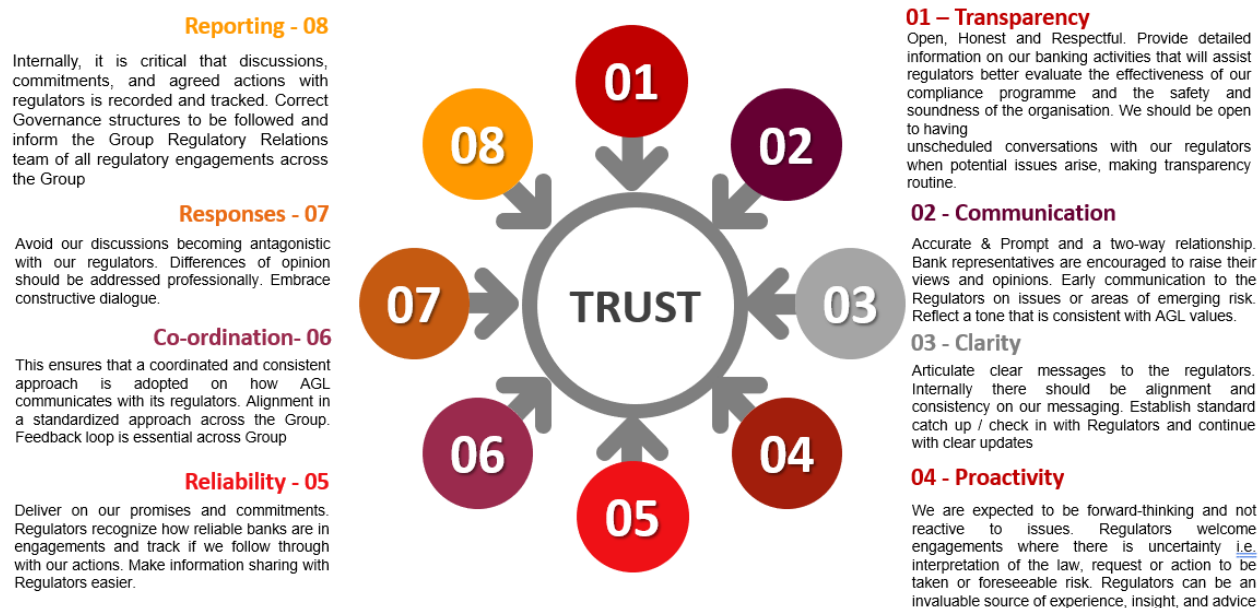 Reporting - 08
Internally, it is critical that discussions,
commitments, and agreed actions with
regulators is recorded and tracked. Correct
Governance structures to be followed and
inform the Group Regulatory Relations
team of all regulatory engagements across
the Group
Responses - 07
Avoid our discussions becoming antagonistic
with our regulators. Differences of opinion
should be addressed professionally. Embrace
constructive dialogue.
Co-ordination- 06
This ensures that a coordinated and consistent
approach is adopted on how AGL
communicates with its regulators. Alignment in
a standardized approach across the Group.
Feedback loop is essential across Group
Reliability - 05
Deliver on our promises and commitments.
Regulators recognize how reliable banks are in
engagements and track if we follow through
with our actions. Make information sharing with
Regulators easier.
01
02
03
04
05
06
07
08
TRUST
01 – Transparency
Open, Honest and Respectful. Provide detailed
information on our banking activities that will assist
regulators better evaluate the effectiveness of our
compliance programme and the safety and
soundness of the organisation. We should be open
to having
unscheduled conversations with our regulators
when potential issues arise, making transparency
routine.
02 - Communication
Accurate & Prompt and a two-way relationship.
Bank representatives are encouraged to raise their
views and opinions. Early communication to the
Regulators on issues or areas of emerging risk.
Reflect a tone that is consistent with AGL values.
03 - Clarity
Articulate clear messages to the regulators.
Internally there should be alignment and
consistency on our messaging. Establish standard
catch up / check in with Regulators and continue
with clear updates
04 - Proactivity
We are expected to be forward-thinking and not
reactive to issues. Regulators welcome
engagements where there is uncertainty i.e.
interpretation of the law, request or action to be
taken or foreseeable risk. Regulators can be an
invaluable source of experience, insight, and advice